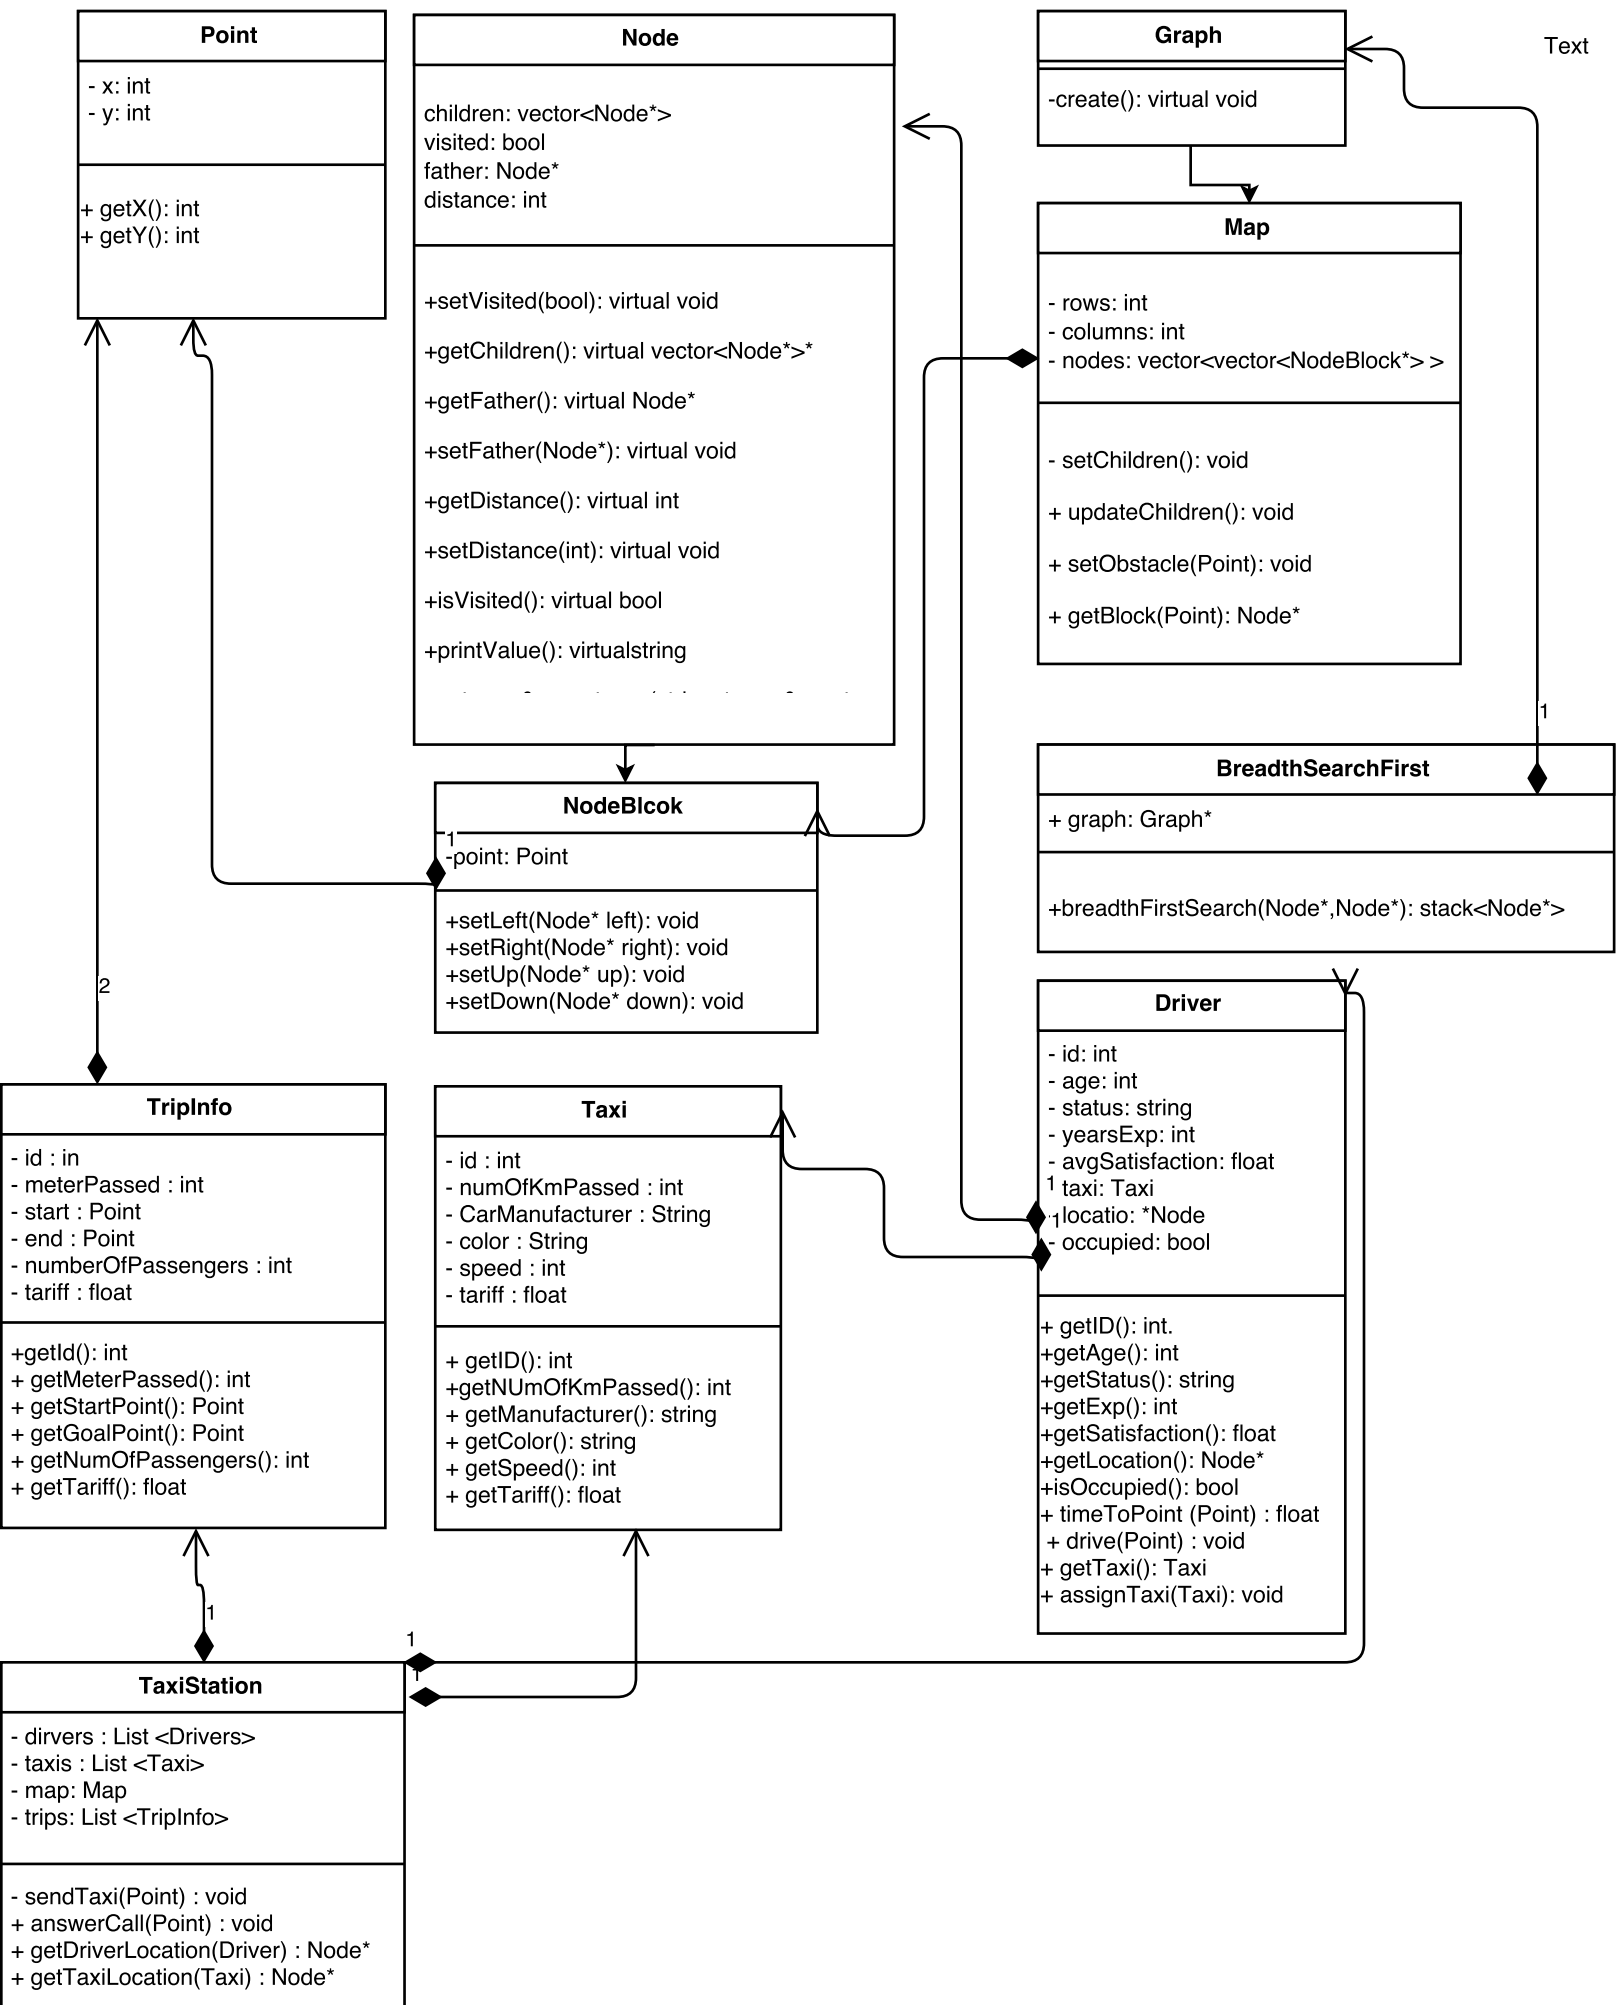 Point
- x: int
- y: int
+ getX(): int
+ getY(): int
Node
children: vector<Node*>
visited: bool
father: Node*
distance: int
+setVisited(bool): virtual void
+getChildren(): virtual vector<Node*>*
+getFather(): virtual Node*
+setFather(Node*): virtual void
+getDistance(): virtual int
+setDistance(int): virtual void
+isVisited(): virtual bool
+printValue(): virtualstring
Graph
-create(): virtual void
Text
Map
- rows: int
- columns: int
- nodes: vector<vector<NodeBlock*> >
- setChildren(): void
+ updateChildren(): void
+ setObstacle(Point): void
+ getBlock(Point): Node*
1
BreadthSearchFirst
+ graph: Graph*
+breadthFirstSearch(Node*,Node*): stack<Node*>
NodeBlcok
1
-point: Point
+setLeft(Node* left): void
+setRight(Node* right): void
+setUp(Node* up): void
+setDown(Node* down): void
2
TripInfo
- id : in
- meterPassed : int
- start : Point
- end : Point
- numberOfPassengers : int
- tariff : float
+getId(): int
+ getMeterPassed(): int
+ getStartPoint(): Point
+ getGoalPoint(): Point
+ getNumOfPassengers(): int
+ getTariff(): float
Taxi
- id : int
- numOfKmPassed : int
- CarManufacturer : String
- color : String
- speed : int
- tariff : float
+ getID(): int
+getNUmOfKmPassed(): int
+ getManufacturer(): string
+ getColor(): string
+ getSpeed(): int
+ getTariff(): float
Driver
- id: int
- age: int
- status: string
- yearsExp: int
- avgSatisfaction: float
1
taxi: Taxi
1
locatio: *Node
- occupied: bool
+ getID(): int.
+getAge(): int
+getStatus(): string
+getExp(): int
+getSatisfaction(): float
+getLocation(): Node*
+isOccupied(): bool
+ timeToPoint (Point) : float
+ drive(Point) : void
+ getTaxi(): Taxi
+ assignTaxi(Taxi): void
1
1
1
TaxiStation
- dirvers : List <Drivers>
- taxis : List <Taxi>
- map: Map
- trips: List <TripInfo>
- sendTaxi(Point) : void
+ answerCall(Point) : void
+ getDriverLocation(Driver) : Node*
+ getTaxiLocation(Taxi) : Node*